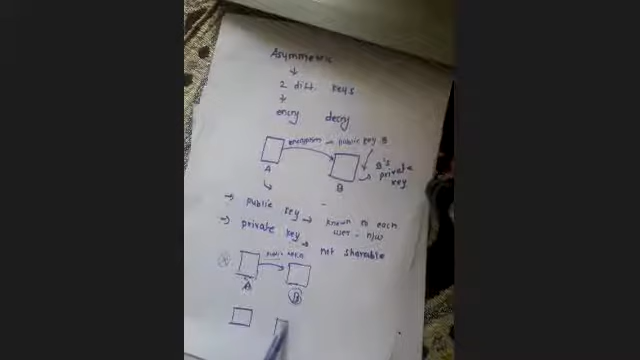 Asymmetric
2 diff. keys
encry decry
encryption → public key B
A
B
B's private key
→ public key → known to each user - n/w
→ private key → not sharable
A
B